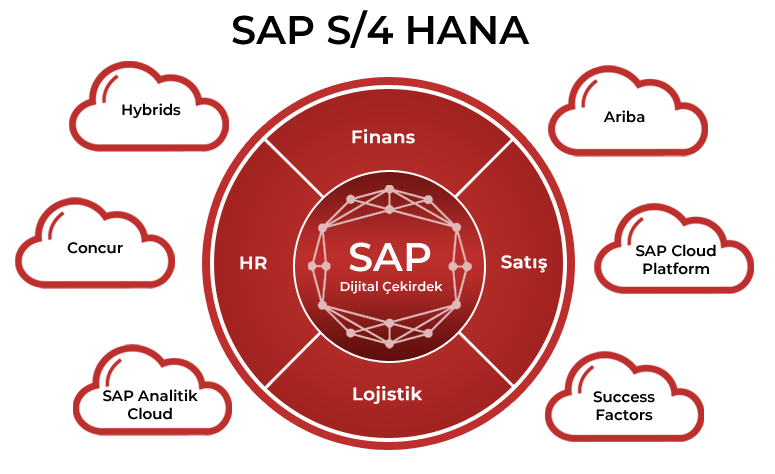 SAP S/4 HANA
Hybrids
Ariba
Finans
Concur
HR
SAP
Dijital Çekirdek
Satış
SAP Cloud
Platform
SAP Analitik
Cloud
Lojistik
Success
Factors